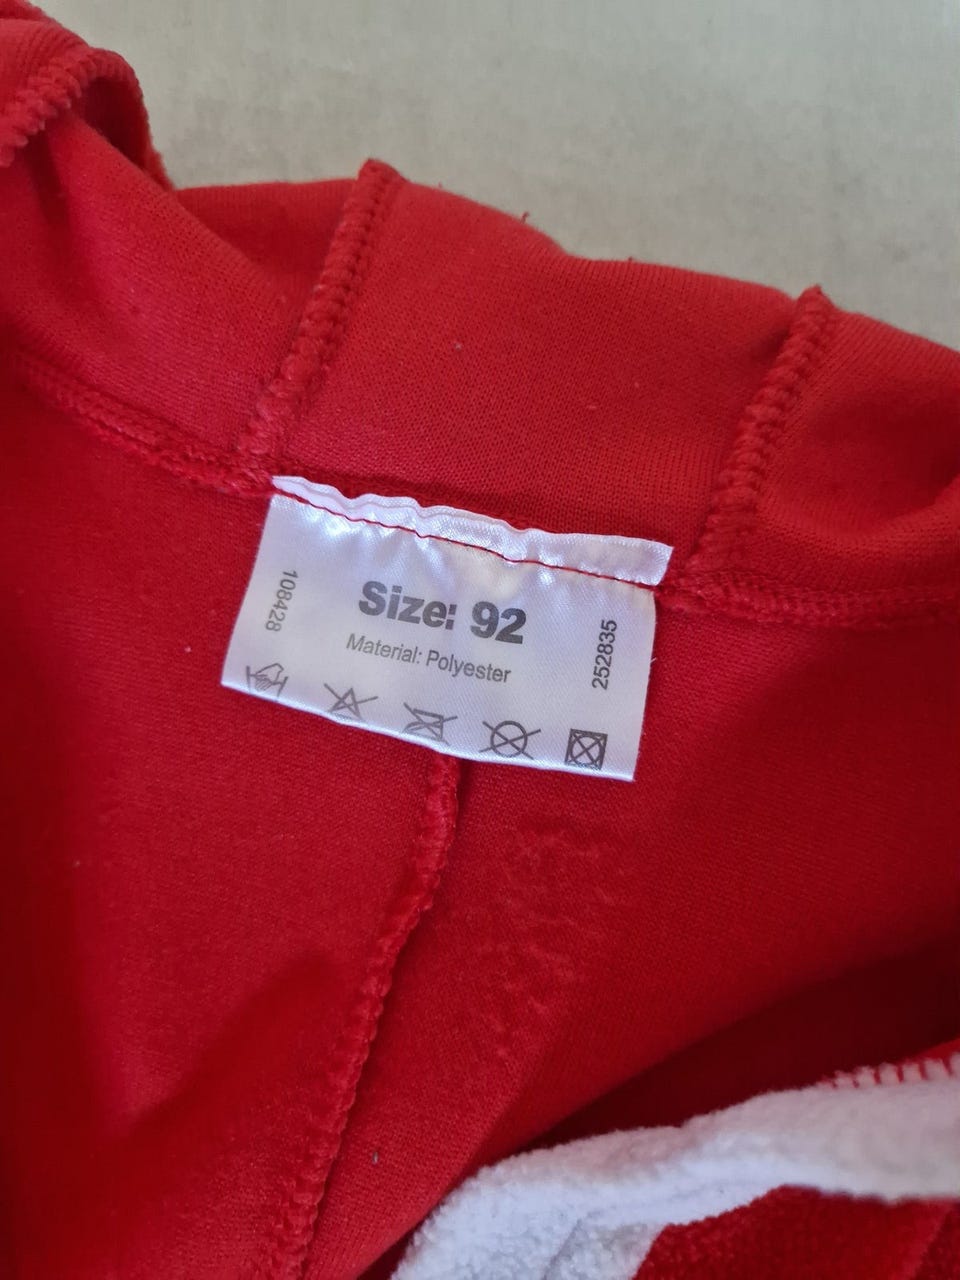 108428
Size: 92
Material: Polyester
252835